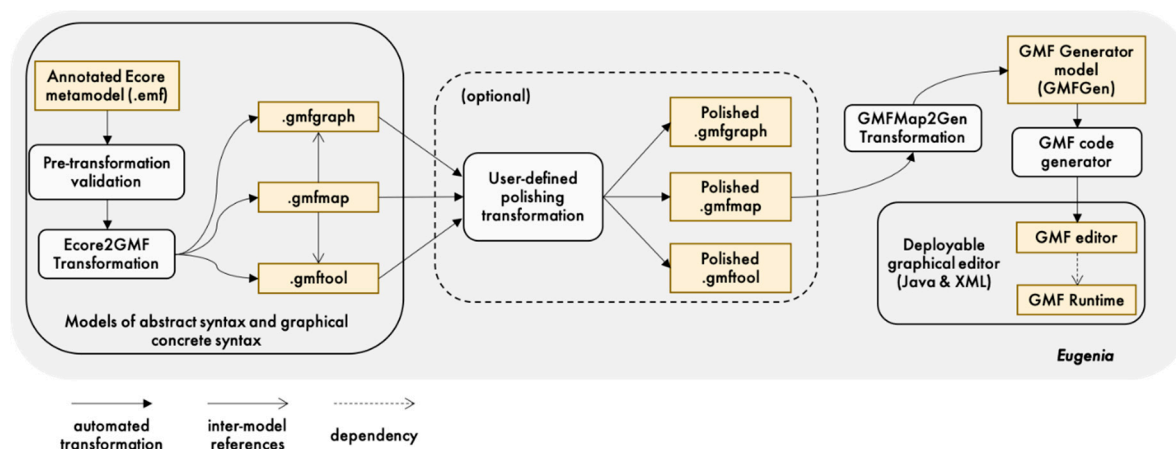 Annotated Ecore
metamodel (.emf)
Pre-transformation
validation
Ecore2GMF
Transformation
.gmfgraph
.gmfmap
.gmftool
Models of abstract syntax and graphical
concrete syntax
(optional)
User-defined
polishing
transformation
Polished
.gmfgraph
Polished
.gmfmap
Polished
.gmftool
GMFMap2Gen
Transformation
GMF Generator
model
(GMFGen)
GMF code
generator
Deployable
graphical editor
(Java & XML)
GMF editor
GMF Runtime
Eugenia
automated
transformation
inter-model
references
dependency